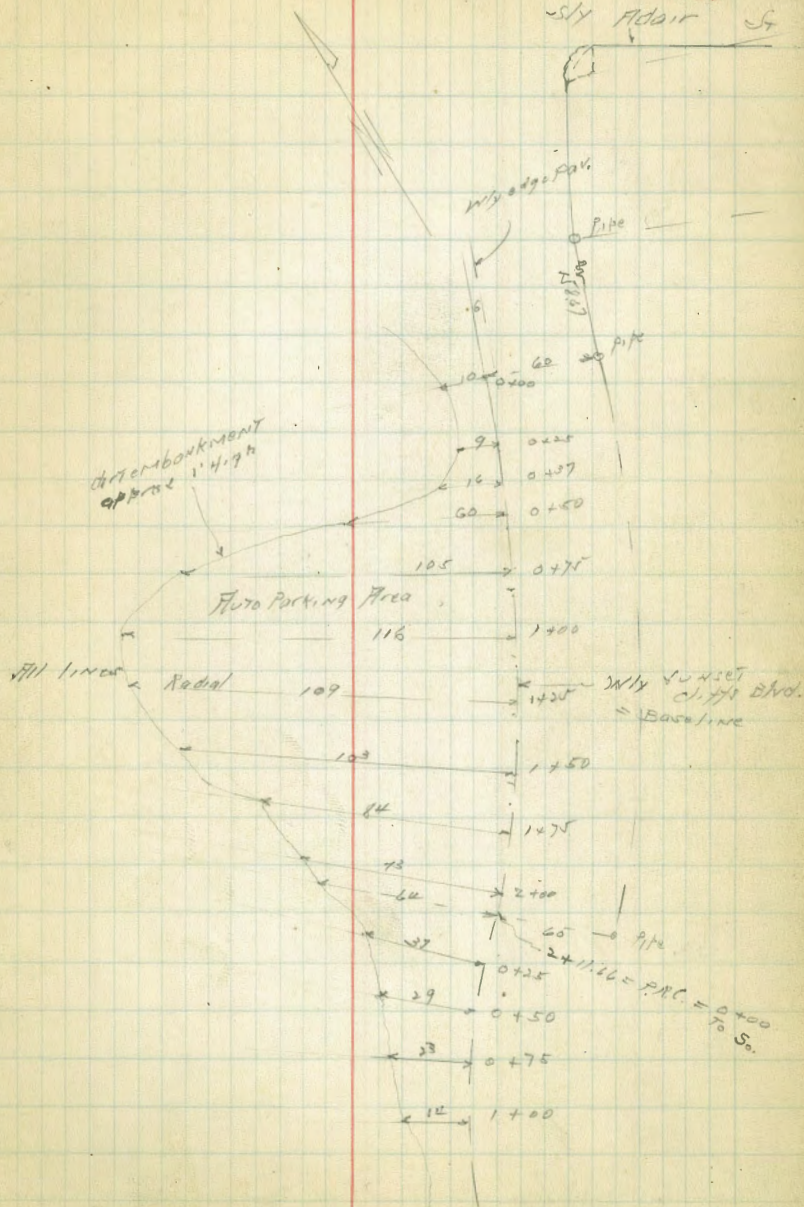 Sly Adair St
Wly edge Pav.
Pipe
.6
Pipe
10 0+00 60
9 0+25
16 0+37
60 0+50
dirt embankment
approx 1' high
105 0+75
Auto Parking Area
116 1+00
All lines Radial
109 1+25
Wly Sunset
Cliffs Blvd.
= Baseline
103 1+50
84 1+75
73 2+00
64
60 Pipe
2+11.66 = P.R.C. = 0+00
To So.
37 0+25
29 0+50
23 0+75
1+00